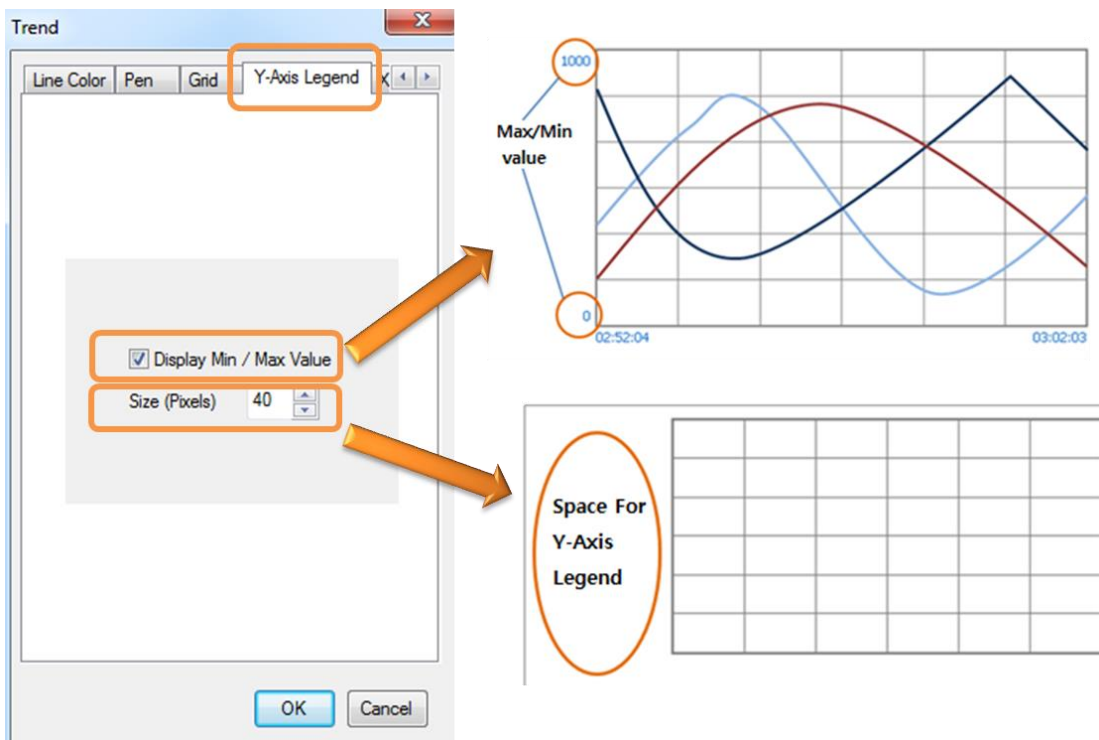 Trend
X
Line Color
Pen
Grid
Y-Axis Legend
X
Display Min / Max Value
Size (Pixels)
40
OK
Cancel
1000
Max/Min
value
0
02:52:04
03:02:03
Space For
Y-Axis
Legend